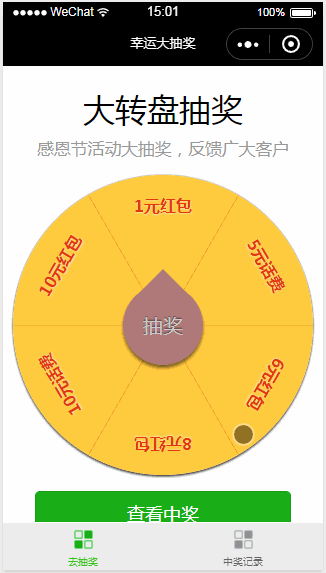 WeChat 15:01 100%
幸运大抽奖
大转盘抽奖
感恩节活动大抽奖，反馈广大客户
1元红包
10元红包
5元话费
抽奖
10元话费
6元红包
8元红包
查看中奖
去抽奖 中奖记录